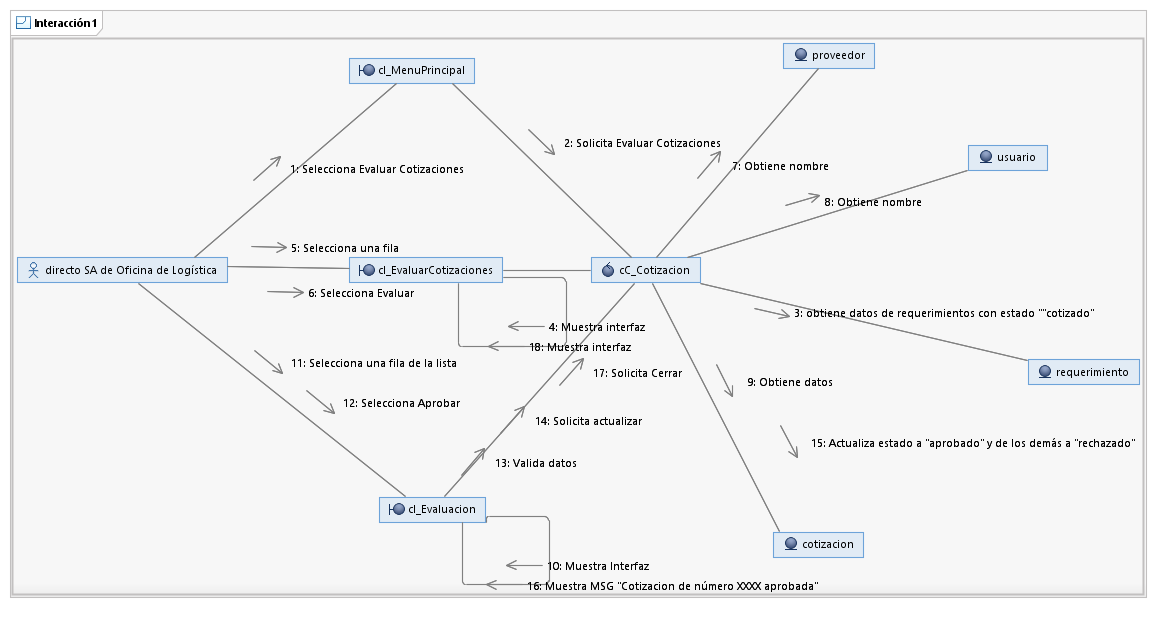 Interacción1
proveedor
cl_MenuPrincipal
2: Solicita Evaluar Cotizaciones
usuario
7: Obtiene nombre
1: Selecciona Evaluar Cotizaciones
8: Obtiene nombre
5: Selecciona una fila
directo SA de Oficina de Logística
cl_EvaluarCotizaciones
cC_Cotizacion
6: Selecciona Evaluar
3: obtiene datos de requerimientos con estado ""cotizado"
4: Muestra interfaz
18: Muestra interfaz
11: Selecciona una fila de la lista
17: Solicita Cerrar
requerimiento
9: Obtiene datos
12: Selecciona Aprobar
14: Solicita actualizar
15: Actualiza estado a "aprobado" y de los demás a "rechazado"
13: Valida datos
cl_Evaluacion
cotizacion
10: Muestra Interfaz
16: Muestra MSG "Cotizacion de número XXXX aprobada"